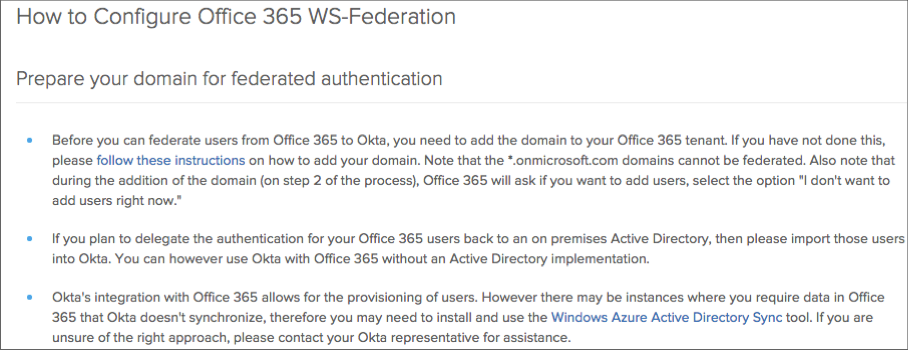 How to Configure Office 365 WS-Federation
Prepare your domain for federated authentication
Before you can federate users from Office 365 to Okta, you need to add the domain to your Office 365 tenant. If you have not done this,
please follow these instructions on how to add your domain. Note that the *.onmicrosoft.com domains cannot be federated. Also note that
during the addition of the domain (on step 2 of the process), Office 365 will ask if you want to add users, select the option "I don't want to
add users right now."
If you plan to delegate the authentication for your Office 365 users back to an on premises Active Directory, then please import those users
into Okta. You can however use Okta with Office 365 without an Active Directory implementation.
Okta's integration with Office 365 allows for the provisioning of users. However there may be instances where you require data in Office
365 that Okta doesn't synchronize, therefore you may need to install and use the Windows Azure Active Directory Sync tool. If you are
unsure of the right approach, please contact your Okta representative for assistance.